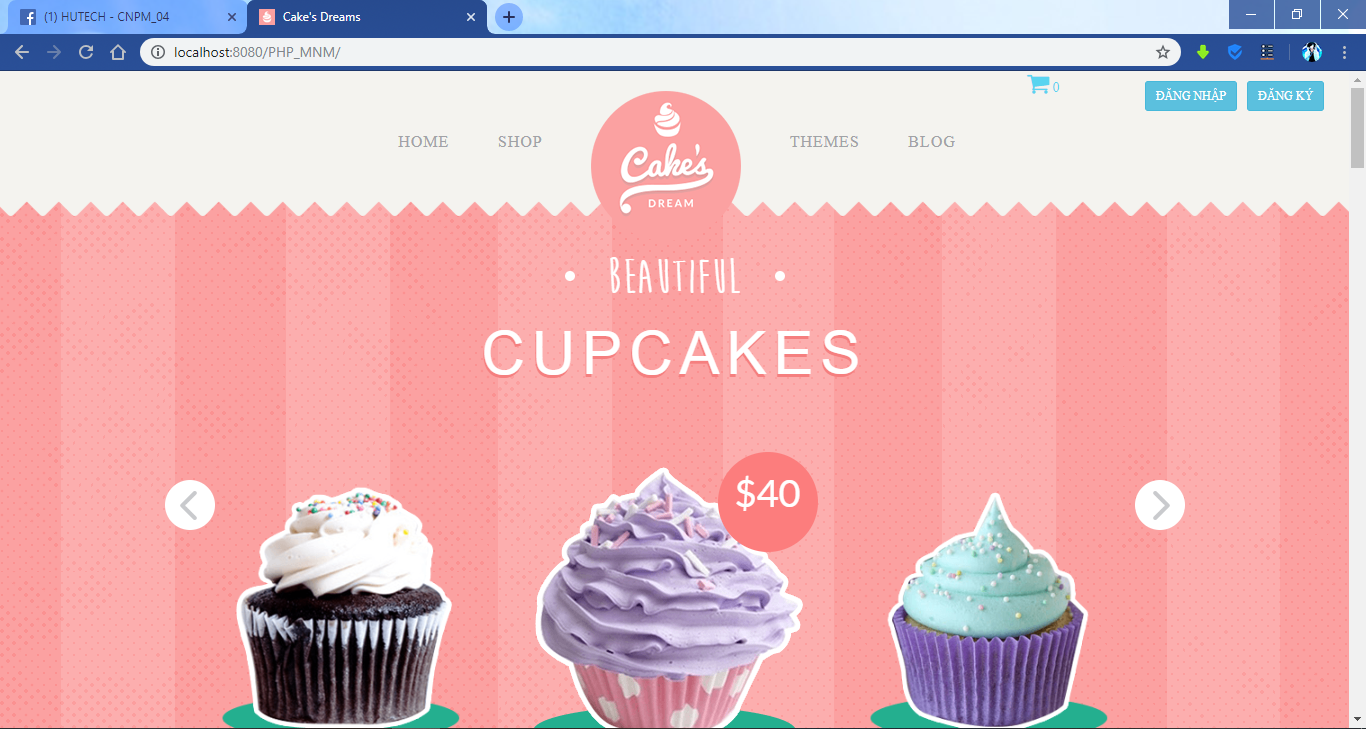 (1) HUTECH - CNPM_04
Cake's Dreams
localhost:8080/PHP_MNM/
0
ĐĂNG NHẬP
ĐĂNG KÝ
HOME
SHOP
Cake's
DREAM
THEMES
BLOG
• BEAUTIFUL •
CUPCAKES
$40